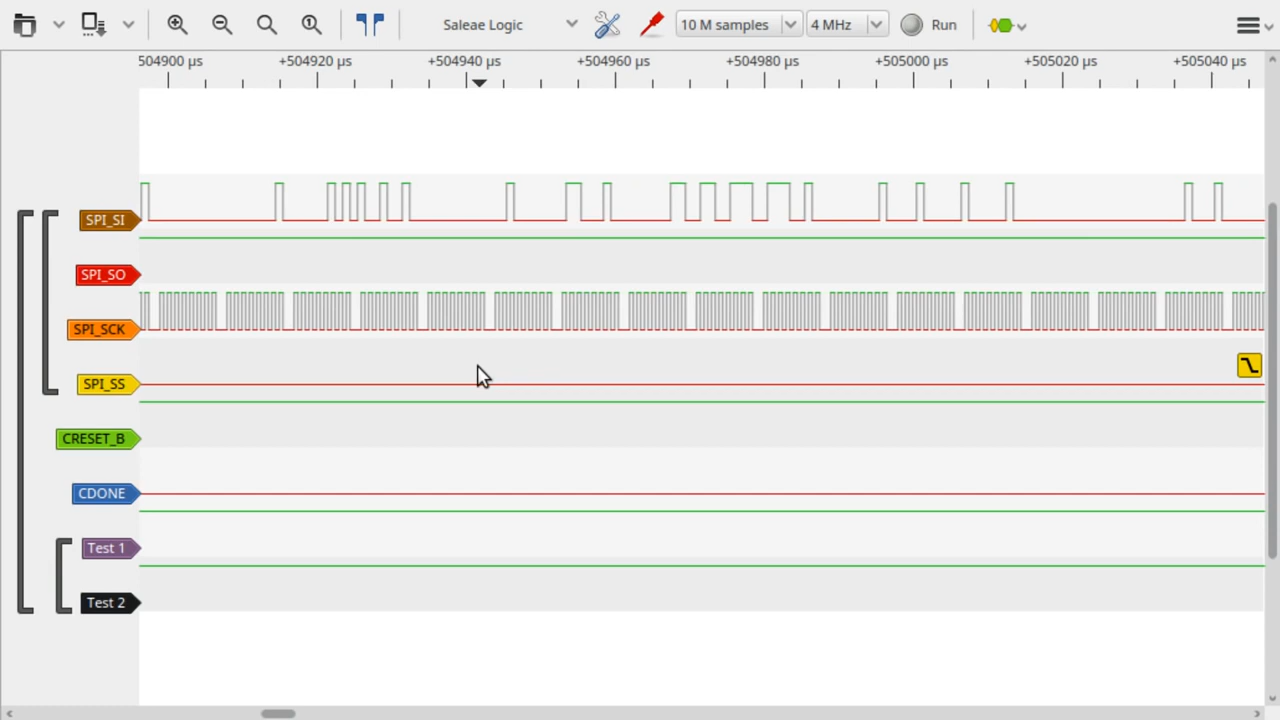 Saleae Logic 10 M samples 4 MHz Run
504900 µs +504920 µs +504940 µs +504960 µs +504980 µs +505000 µs +505020 µs +505040 µs
SPI_SI
SPI_SO
SPI_SCK
SPI_SS
CRESET_B
CDONE
Test 1
Test 2